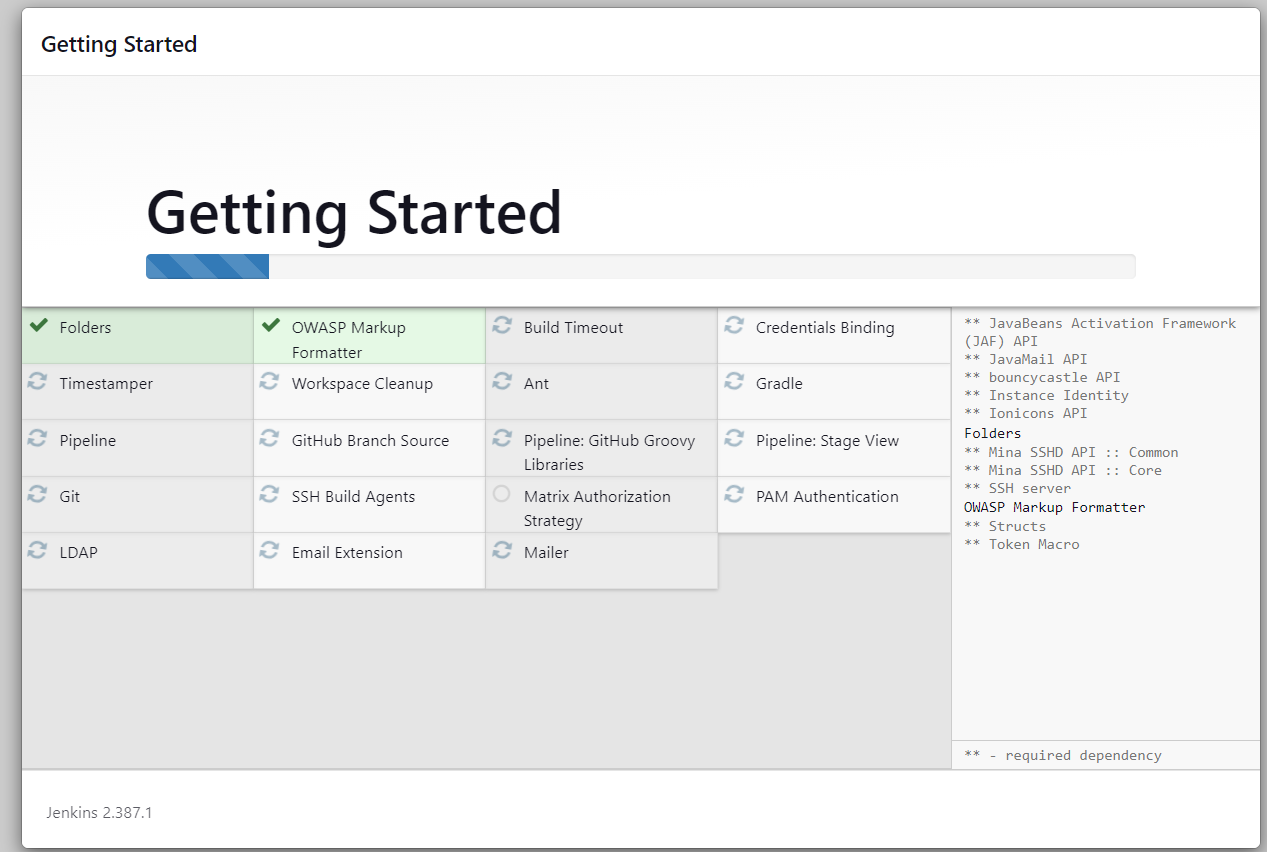 Getting Started
Getting Started
Folders
OWASP Markup
Formatter
Build Timeout
Credentials Binding
Timestamper
Workspace Cleanup
Ant
Gradle
Pipeline
GitHub Branch Source
Pipeline: GitHub Groovy
Libraries
Pipeline: Stage View
Git
SSH Build Agents
Matrix Authorization
Strategy
PAM Authentication
LDAP
Email Extension
Mailer
** JavaBeans Activation Framework
(JAF) API
** JavaMail API
** bouncycastle API
** Instance Identity
** Ionicons API
Folders
** Mina SSHD API :: Common
** Mina SSHD API :: Core
** SSH server
OWASP Markup Formatter
** Structs
** Token Macro
** - required dependency
Jenkins 2.387.1